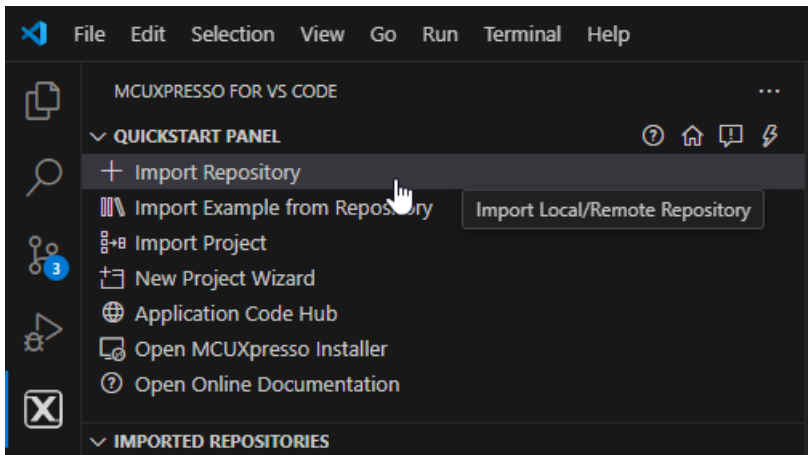 File Edit Selection View Go Run Terminal Help
MCUXPRESSO FOR VS CODE
QUICKSTART PANEL
Import Repository
Import Example from Repository
Import Local/Remote Repository
Import Project
3
New Project Wizard
Application Code Hub
Open MCUXpresso Installer
Open Online Documentation
IMPORTED REPOSITORIES